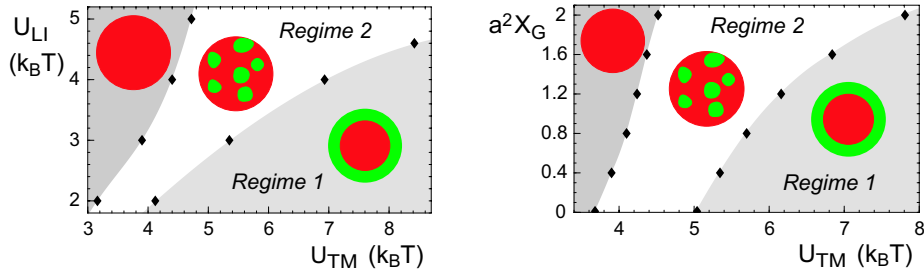 5
U_LI
(k_BT)
4
3
2
Regime 2
Regime 1
3 4 5 6 7 8
U_TM (k_BT)
a²X_G
2
1.6
1.2
0.8
0.4
0
Regime 2
Regime 1
4 5 6 7 8
U_TM (k_BT)